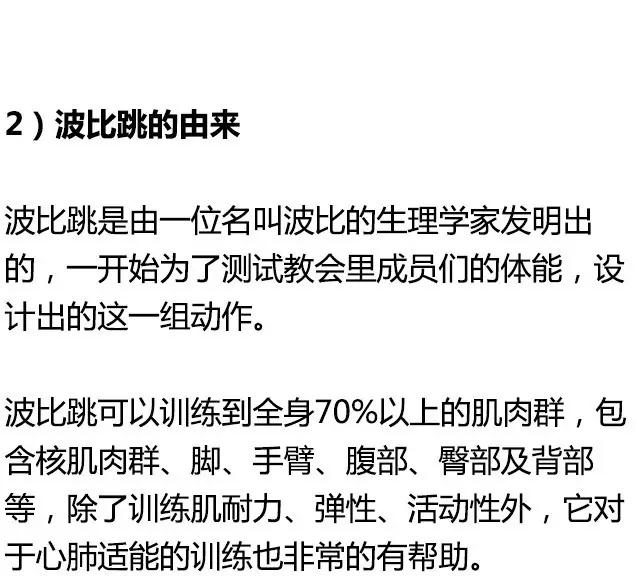 2）波比跳的由来
波比跳是由一位名叫波比的生理学家发明出
的，一开始为了测试教会里成员们的体能，设
计出的这一组动作。
波比跳可以训练到全身70%以上的肌肉群，包
含核肌肉群、脚、手臂、腹部、臀部及背部
等，除了训练肌耐力、弹性、活动性外，它对
于心肺适能的训练也非常的有帮助。